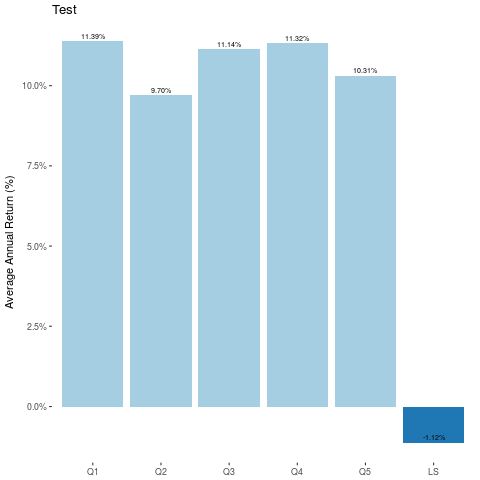 Test
Average Annual Return (%)
10.0%
7.5%
5.0%
2.5%
0.0%
11.39%
9.70%
11.14%
11.32%
10.31%
-1.12%
Q1
Q2
Q3
Q4
Q5
LS